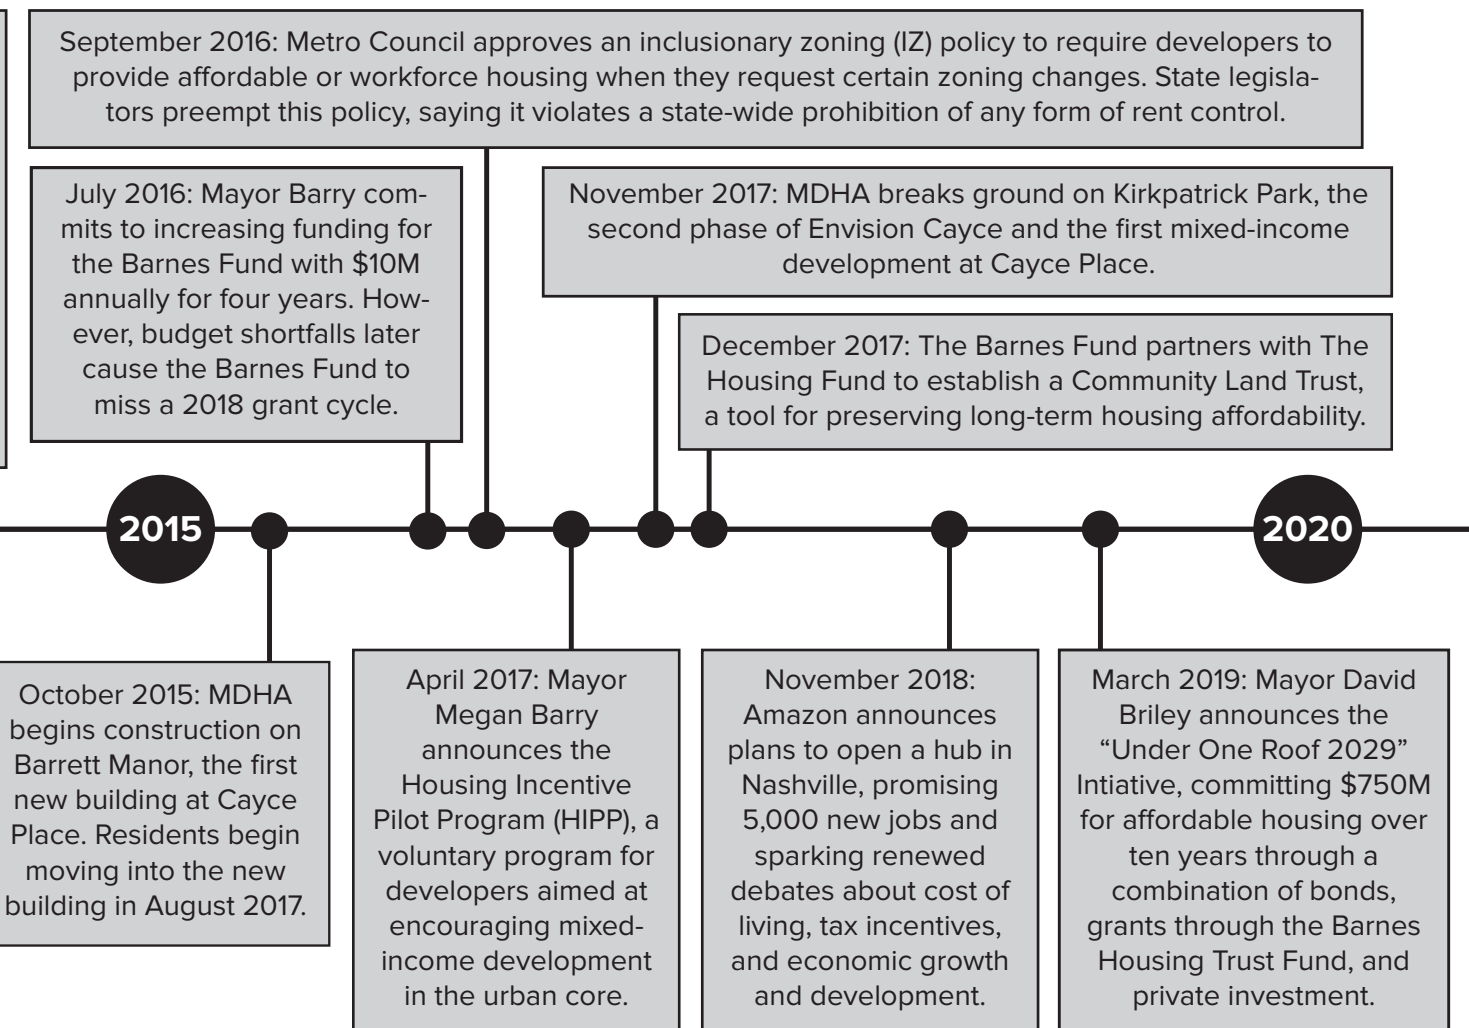 September 2016: Metro Council approves an inclusionary zoning (IZ) policy to require developers to
provide affordable or workforce housing when they request certain zoning changes. State legisla-
tors preempt this policy, saying it violates a state-wide prohibition of any form of rent control.
July 2016: Mayor Barry com-
mits to increasing funding for
the Barnes Fund with $10M
annually for four years. How-
ever, budget shortfalls later
cause the Barnes Fund to
miss a 2018 grant cycle.
November 2017: MDHA breaks ground on Kirkpatrick Park, the
second phase of Envision Cayce and the first mixed-income
development at Cayce Place.
December 2017: The Barnes Fund partners with The
Housing Fund to establish a Community Land Trust,
a tool for preserving long-term housing affordability.
2015
2020
October 2015: MDHA
begins construction on
Barrett Manor, the first
new building at Cayce
Place. Residents begin
moving into the new
building in August 2017.
April 2017: Mayor
Megan Barry
announces the
Housing Incentive
Pilot Program (HIPP), a
voluntary program for
developers aimed at
encouraging mixed-
income development
in the urban core.
November 2018:
Amazon announces
plans to open a hub in
Nashville, promising
5,000 new jobs and
sparking renewed
debates about cost of
living, tax incentives,
and economic growth
and development.
March 2019: Mayor David
Briley announces the
“Under One Roof 2029”
Intiative, committing $750M
for affordable housing over
ten years through a
combination of bonds,
grants through the Barnes
Housing Trust Fund, and
private investment.